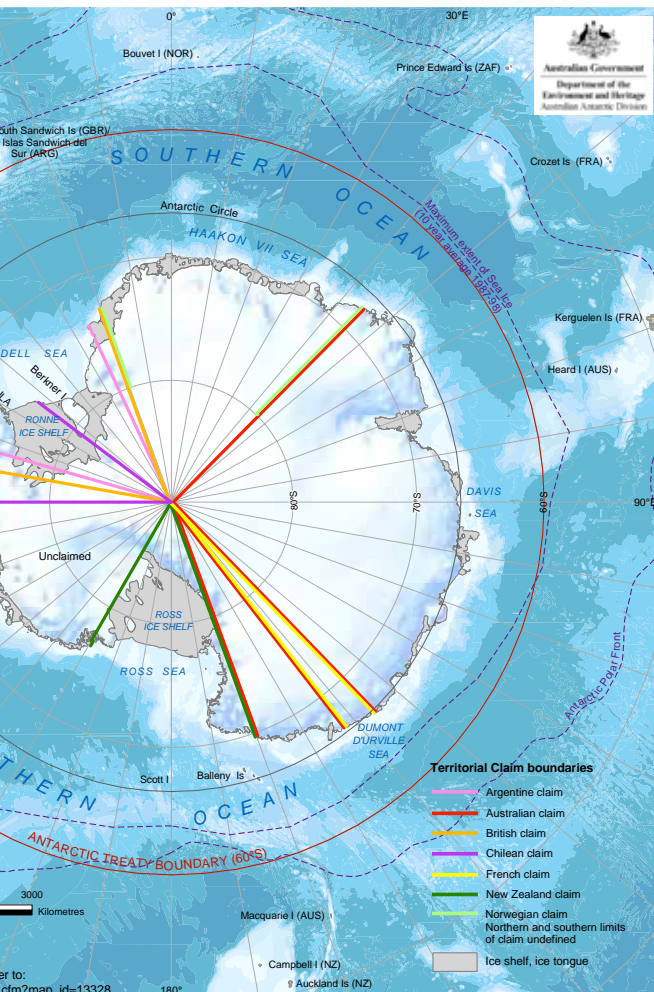 0°
30°E
Bouvet I (NOR)
Prince Edward Is (ZAF)
Australian Government
Department of the
Environment and Heritage
Australian Antarctic Division
outh Sandwich Is (GBR)/
Islas Sandwich del
Sur (ARG)
SOUTHERN OCEAN
Crozet Is (FRA)
Antarctic Circle
HAAKON VII SEA
Maximum extent of Sea Ice
(10 year average 1987-98)
Kerguelen Is (FRA)
DELL SEA
Berkner I
LA
Heard I (AUS)
RONNE
ICE SHELF
80°S
70°S
60°S
90°E
DAVIS
SEA
Unclaimed
ROSS
ICE SHELF
ROSS SEA
Antarctic Polar Front
DUMONT
D'URVILLE
SEA
Scott I
Balleny Is
THERN OCEAN
ANTARCTIC TREATY BOUNDARY (60°S)
Territorial Claim boundaries
Argentine claim
Australian claim
British claim
Chilean claim
French claim
New Zealand claim
Norwegian claim
Northern and southern limits
of claim undefined
Ice shelf, ice tongue
3000
Kilometres
Macquarie I (AUS)
Campbell I (NZ)
Auckland Is (NZ)
er to:
cfm?map_id=13328
180°